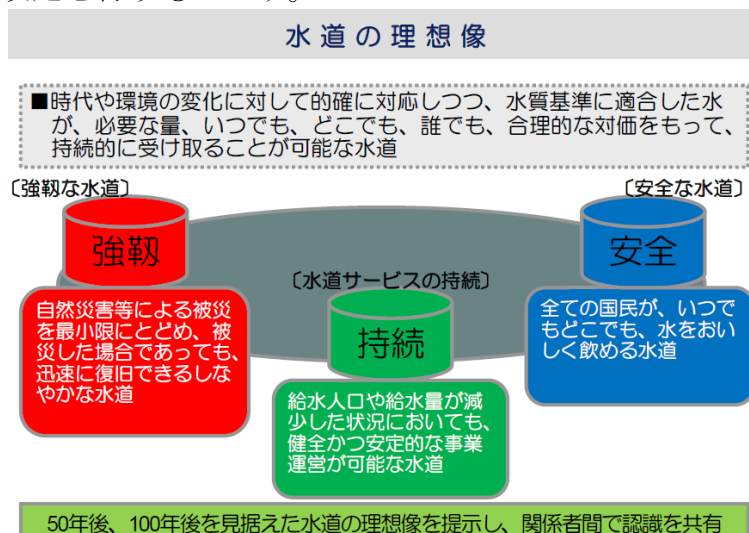 水道の理想像
■時代や環境の変化に対して的確に対応しつつ、水質基準に適合した水
が、必要な量、いつでも、どこでも、誰でも、合理的な対価をもって、
持続的に受け取ることが可能な水道
〔強靱な水道〕
〔安全な水道〕
強靱
安全
〔水道サービスの持続〕
自然災害等による被災
を最小限にとどめ、被
災した場合であっても、
迅速に復旧できるしな
やかな水道
持続
全ての国民が、いつで
もどこでも、水をおい
しく飲める水道
給水人口や給水量が減
少した状況においても、
健全かつ安定的な事業
運営が可能な水道
50年後、100年後を見据えた水道の理想像を提示し、関係者間で認識を共有